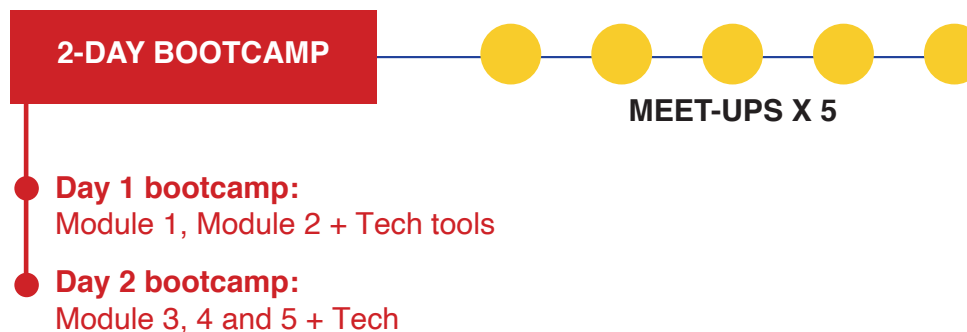 2-DAY BOOTCAMP
MEET-UPS X 5
Day 1 bootcamp:
Module 1, Module 2 + Tech tools
Day 2 bootcamp:
Module 3, 4 and 5 + Tech